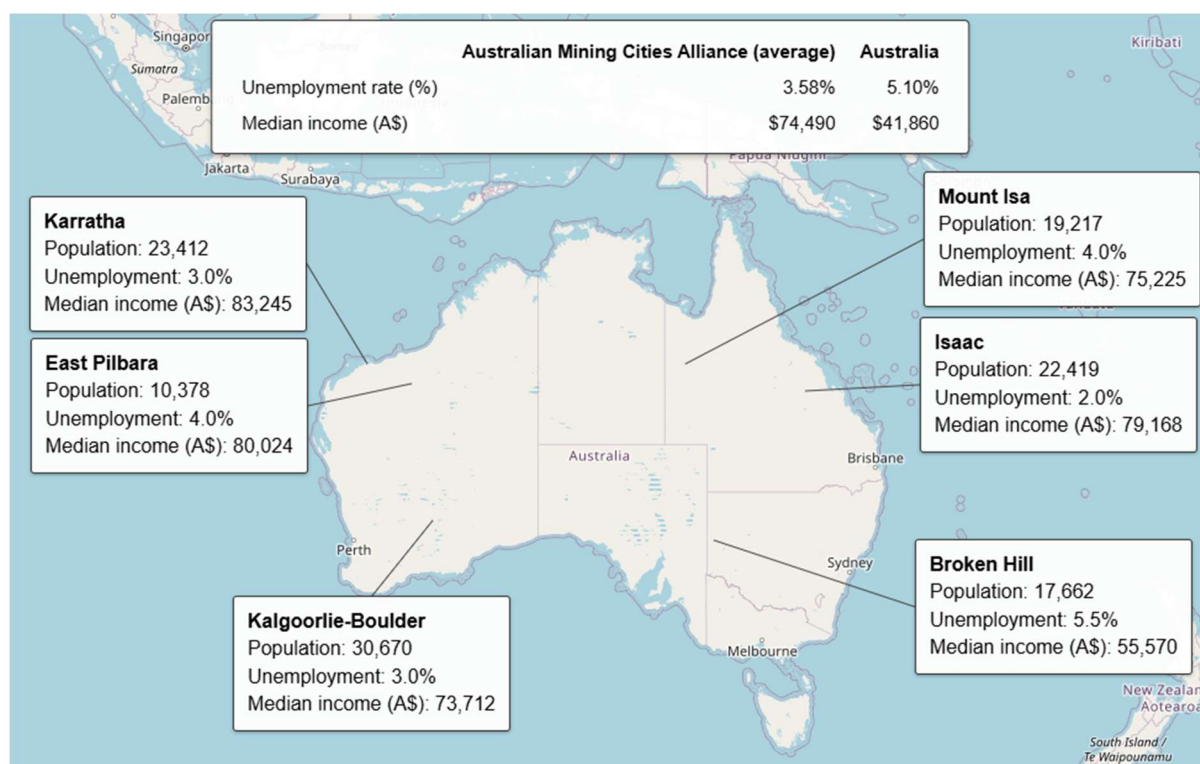 Singapor
Sumatra
Palemb
Jakarta
Surabaya
Kiribati
Australian Mining Cities Alliance (average) Australia
Unemployment rate (%) 3.58% 5.10%
Median income (A$) $74,490 $41,860
Karratha
Population: 23,412
Unemployment: 3.0%
Median income (A$): 83,245
East Pilbara
Population: 10,378
Unemployment: 4.0%
Median income (A$): 80,024
Mount Isa
Population: 19,217
Unemployment: 4.0%
Median income (A$): 75,225
Isaac
Population: 22,419
Unemployment: 2.0%
Median income (A$): 79,168
Australia
Brisbane
Perth
Sydney
Melbourne
Kalgoorlie-Boulder
Population: 30,670
Unemployment: 3.0%
Median income (A$): 73,712
Broken Hill
Population: 17,662
Unemployment: 5.5%
Median income (A$): 55,570
New Zealan
Aotearoa
South Island /
Te Waipounamu